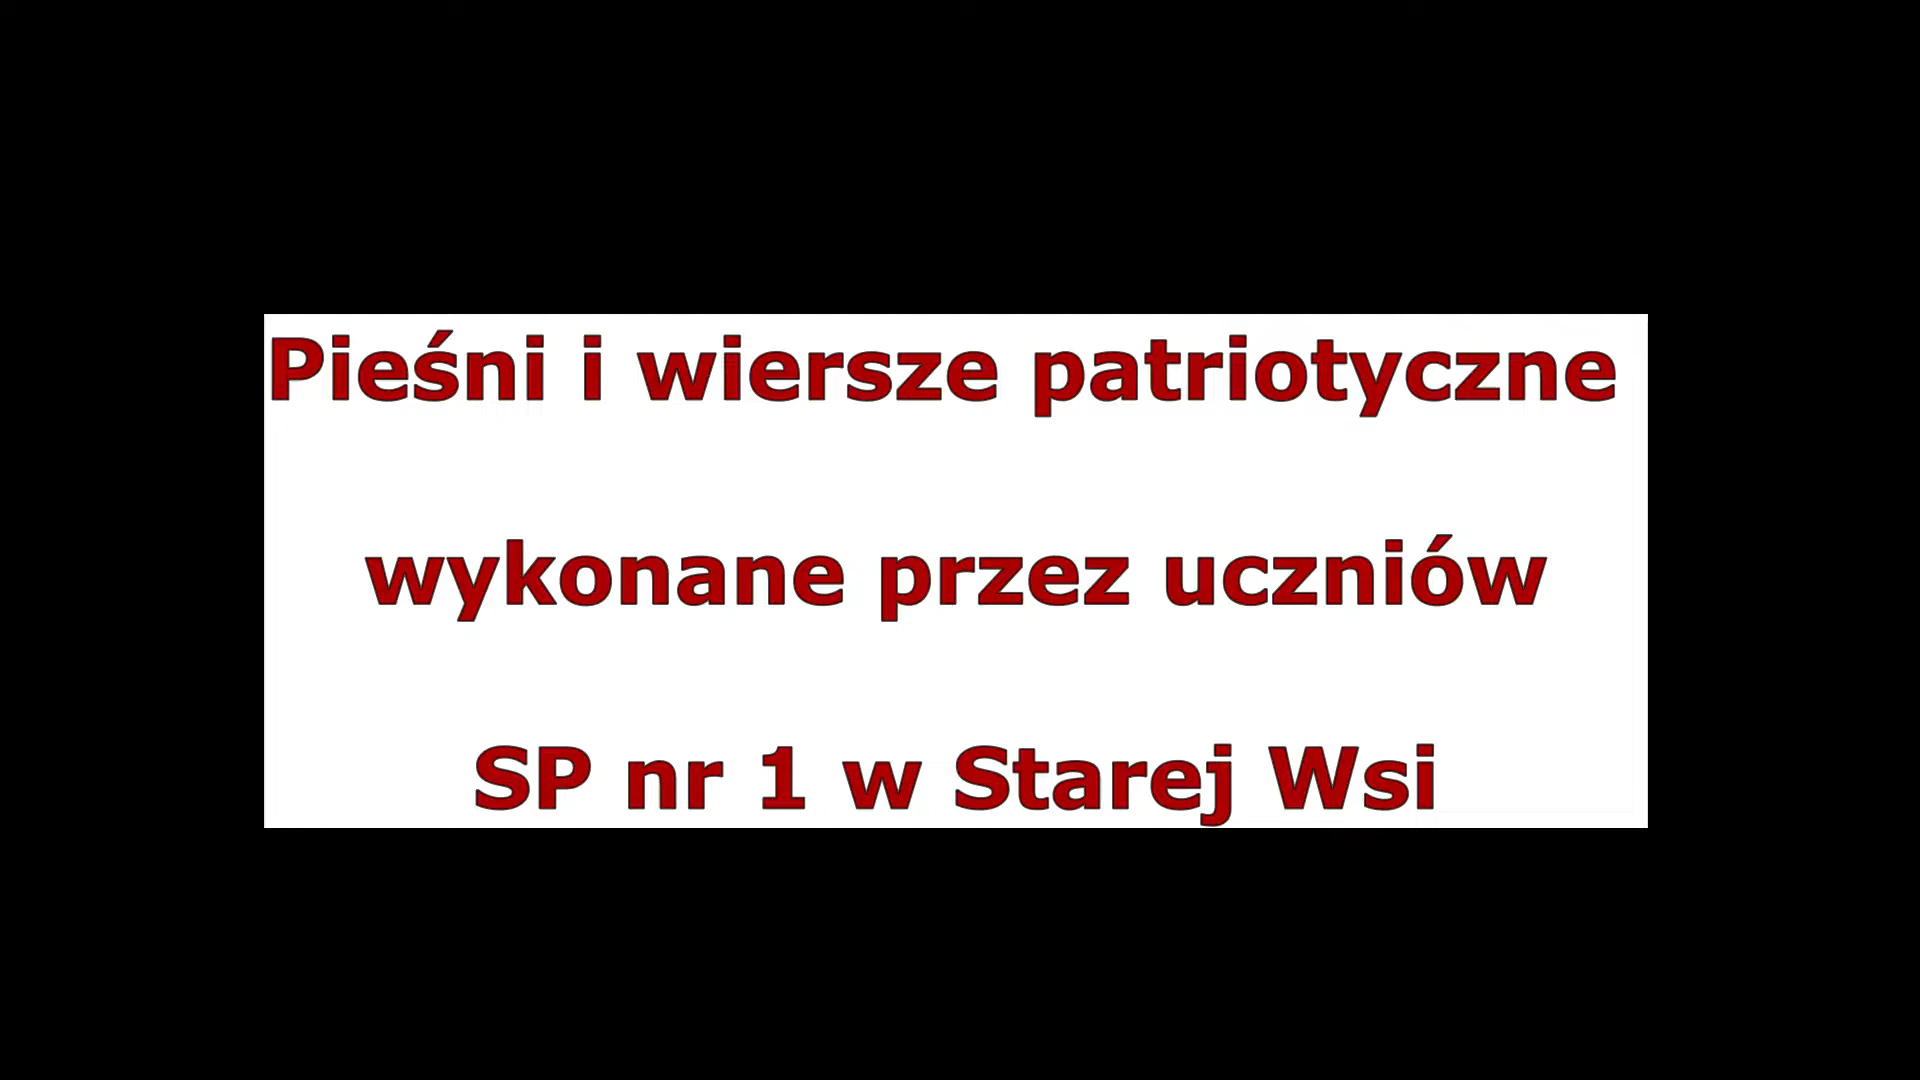 Pieśni i wiersze patriotyczne
wykonane przez uczniów
SP nr 1 w Starej Wsi